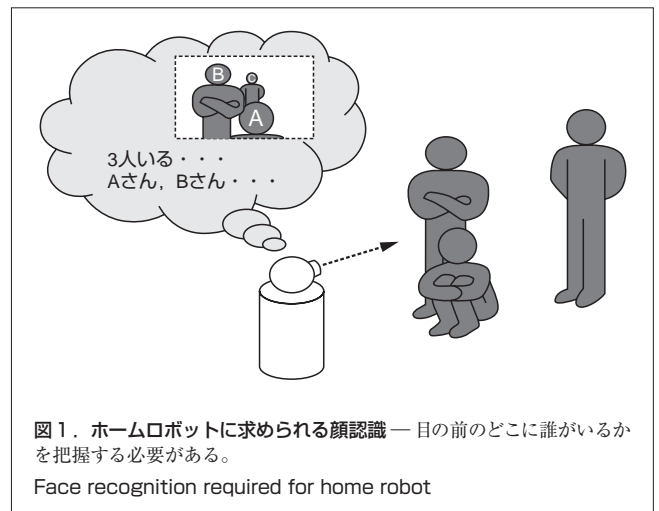 B
A
3人いる・・・
Aさん，Bさん・・・
図1．ホームロボットに求められる顔認識 — 目の前のどこに誰がいるか
を把握する必要がある。
Face recognition required for home robot